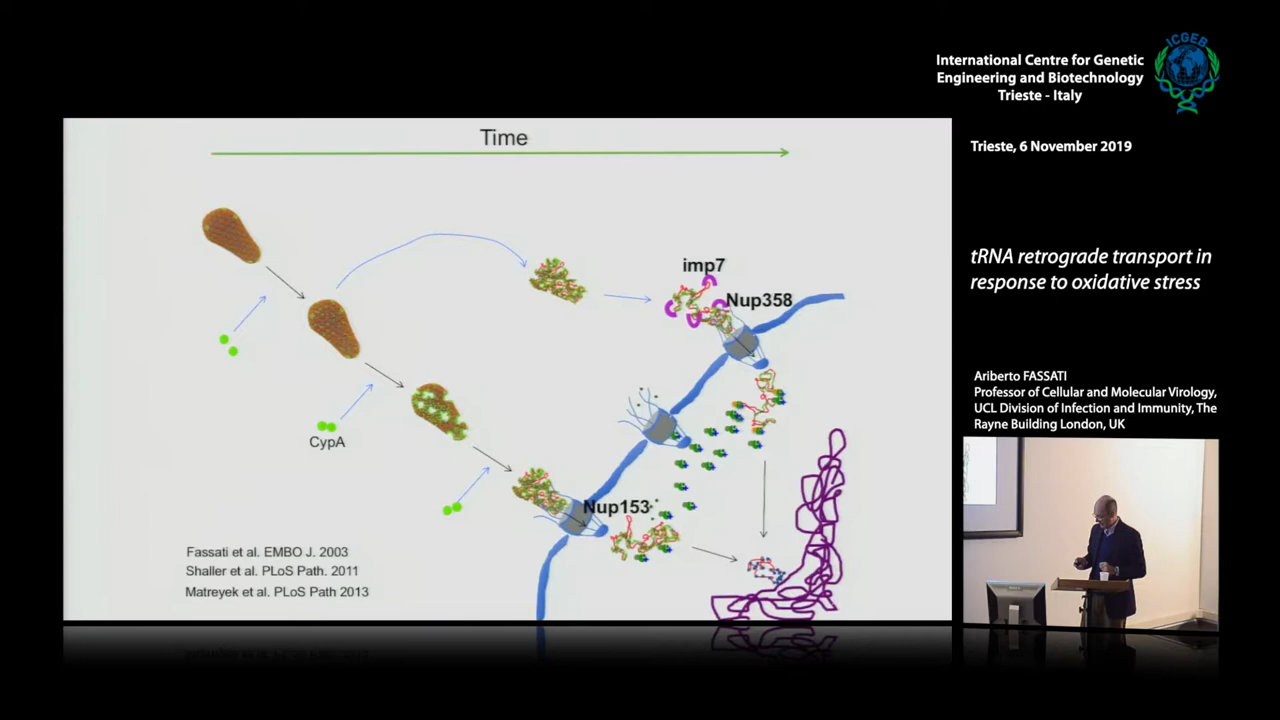 ICGEB
International Centre for Genetic
Engineering and Biotechnology
Trieste - Italy
Trieste, 6 November 2019
tRNA retrograde transport in
response to oxidative stress
Ariberto FASSATI
Professor of Cellular and Molecular Virology,
UCL Division of Infection and Immunity, The
Rayne Building London, UK
Time
imp7
Nup358
CypA
Nup153
Fassati et al. EMBO J. 2003
Shaller et al. PLoS Path. 2011
Matreyek et al. PLoS Path 2013